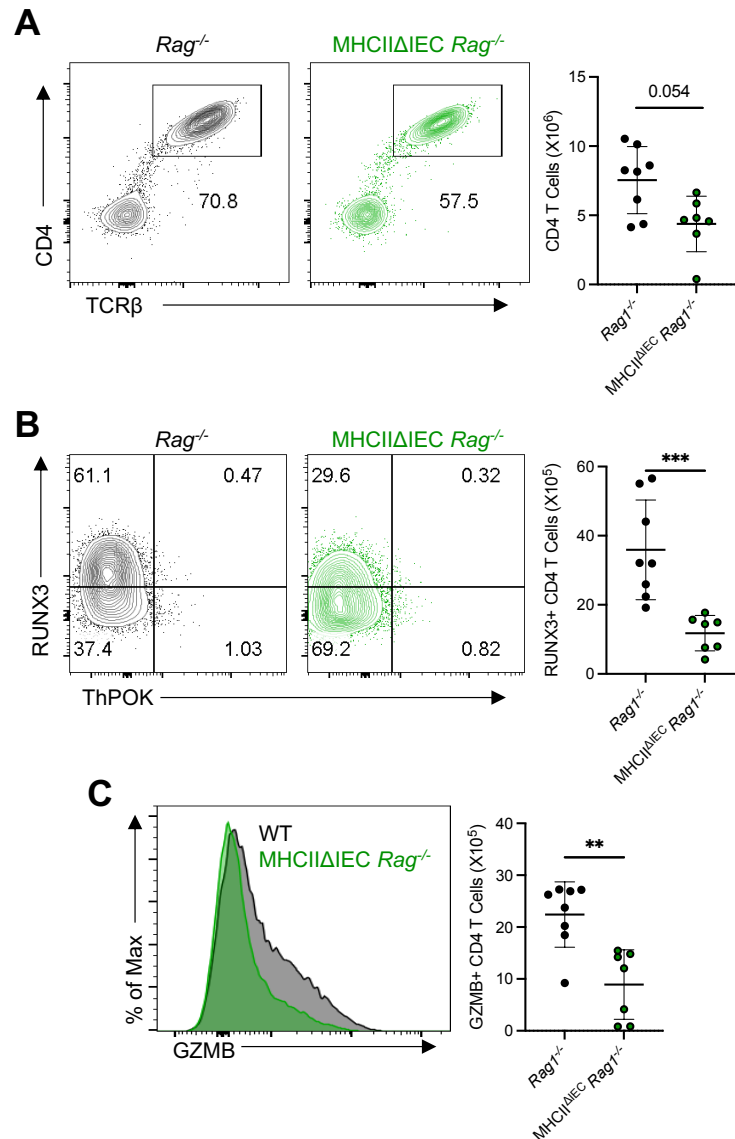 A
Rag-/-
MHCIIΔIEC Rag-/-
CD4
70.8
57.5
TCRβ
CD4 T Cells (X10⁶)
15
10
5
0
0.054
Rag1-/-
MHCIIΔIEC Rag1-/-
B
Rag-/-
MHCIIΔIEC Rag-/-
RUNX3
61.1
0.47
37.4
1.03
29.6
0.32
69.2
0.82
ThPOK
RUNX3+ CD4 T Cells (X10⁵)
60
40
20
0
***
Rag1-/-
MHCIIΔIEC Rag1-/-
C
WT
MHCIIΔIEC Rag-/-
% of Max
GZMB
GZMB+ CD4 T Cells (X10⁵)
40
30
20
10
0
**
Rag1-/-
MHCIIΔIEC Rag1-/-